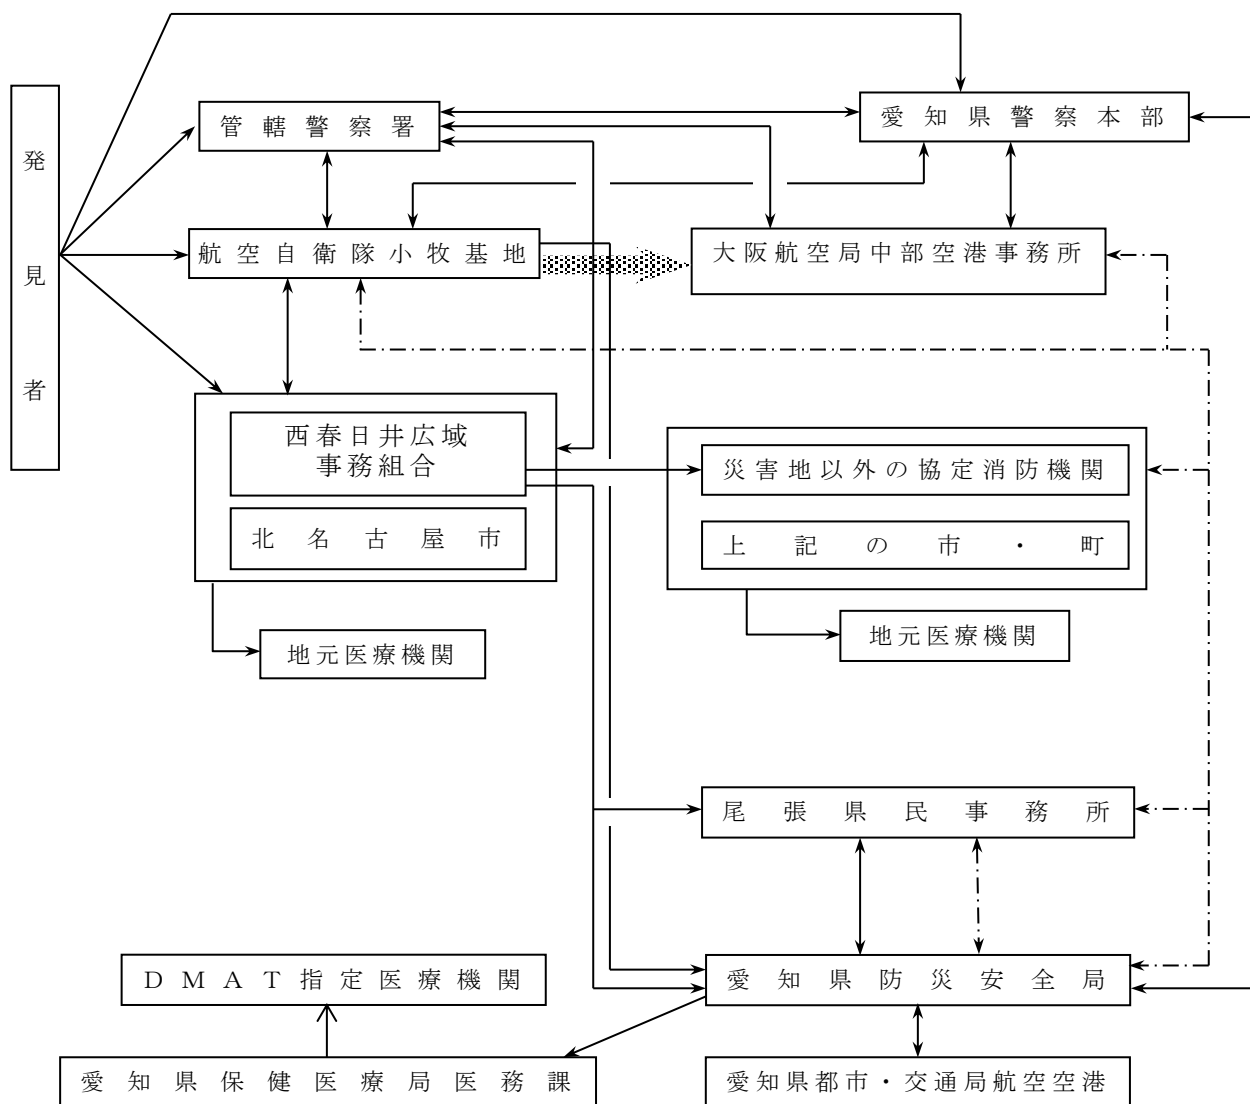 発見者
管轄警察署
愛知県警察本部
航空自衛隊小牧基地
大阪航空局中部空港事務所
西春日井広域
事務組合
北名古屋市
災害地以外の協定消防機関
上記の市・町
地元医療機関
地元医療機関
尾張県民事務所
DMAT指定医療機関
愛知県防災安全局
愛知県保健医療局医務課
愛知県都市・交通局航空空港